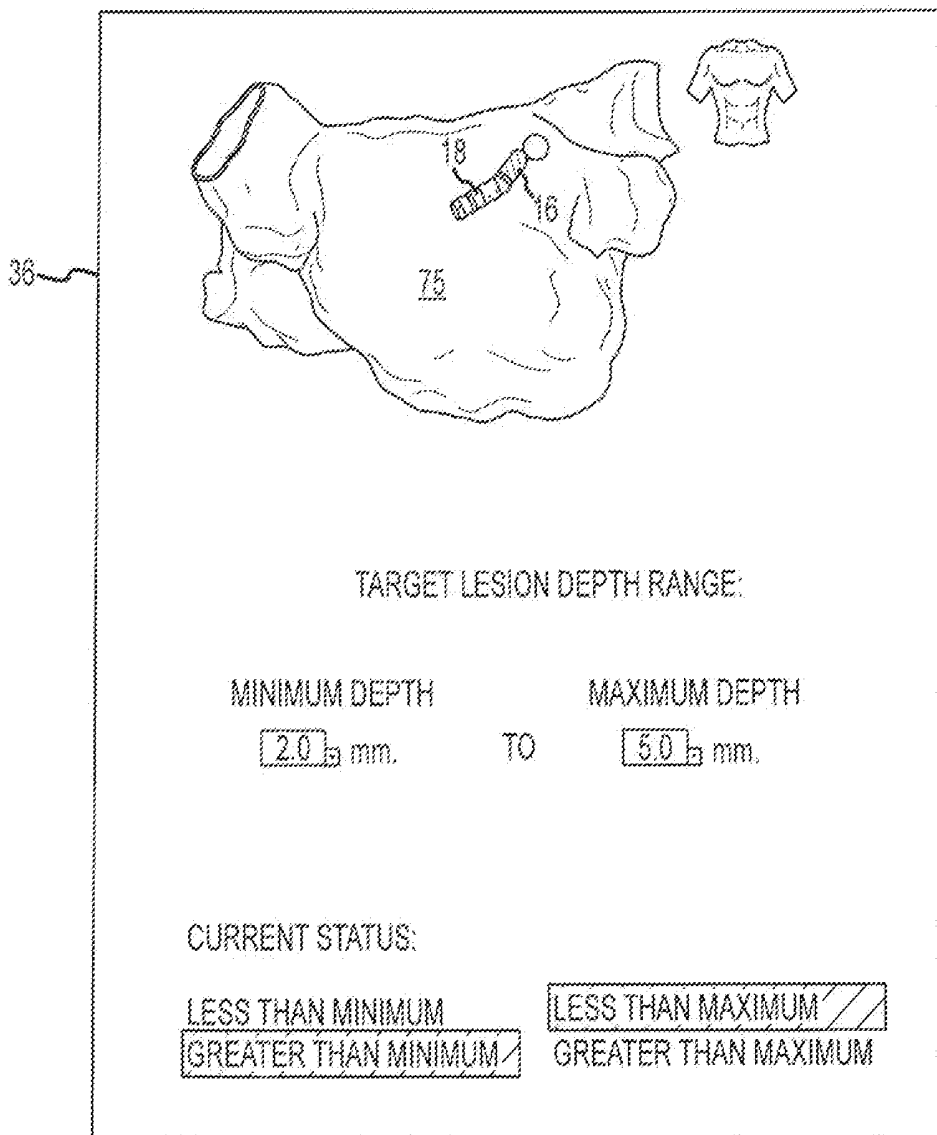 18
16
36
75
TARGET LESION DEPTH RANGE:
MINIMUM DEPTH MAXIMUM DEPTH
2.0 mm. TO 5.0 mm.
CURRENT STATUS:
LESS THAN MINIMUM LESS THAN MAXIMUM
GREATER THAN MINIMUM GREATER THAN MAXIMUM